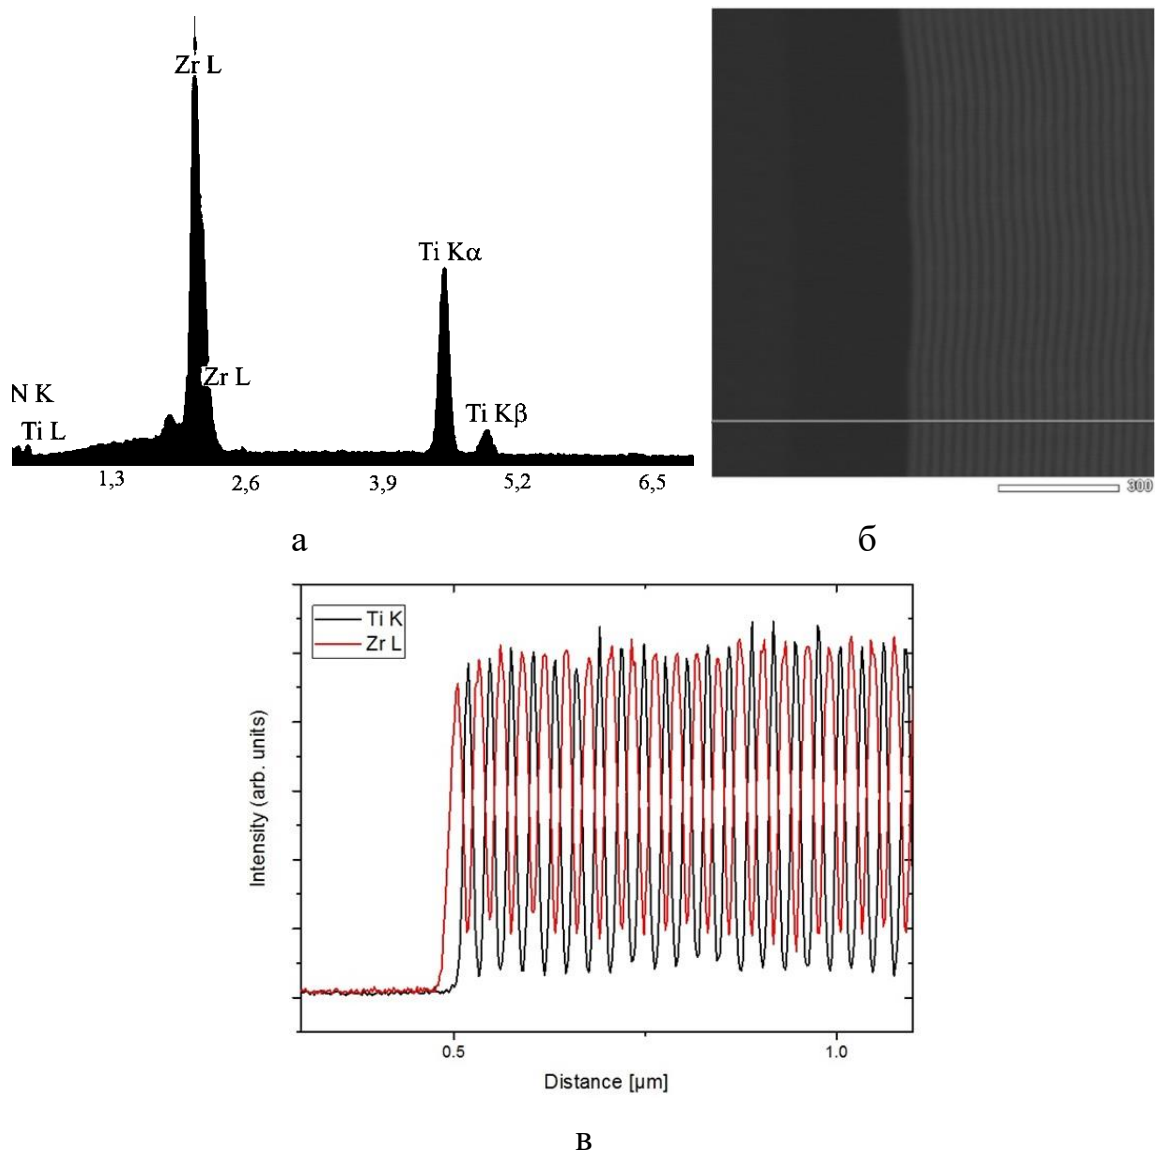 Zr L
Ti Kα
Zr L
N K
Ti Kβ
Ti L
1,3 2,6 3,9 5,2 6,5
300
а б
Ti K
Zr L
Intensity (arb. units)
0.5 1.0
Distance [µm]
в